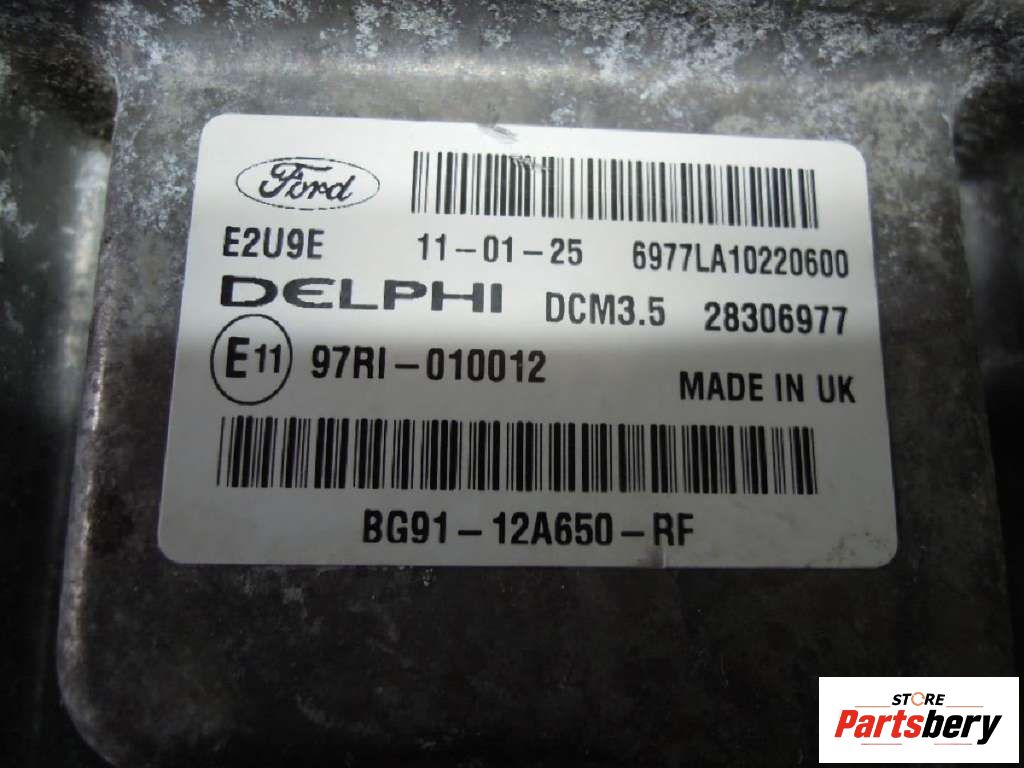 Ford
E2U9E 11-01-25 6977LA10220600
DELPHI DCM3.5 28306977
E11 97RI-010012
MADE IN UK
BG91-12A650-RF
STORE
Partsbery